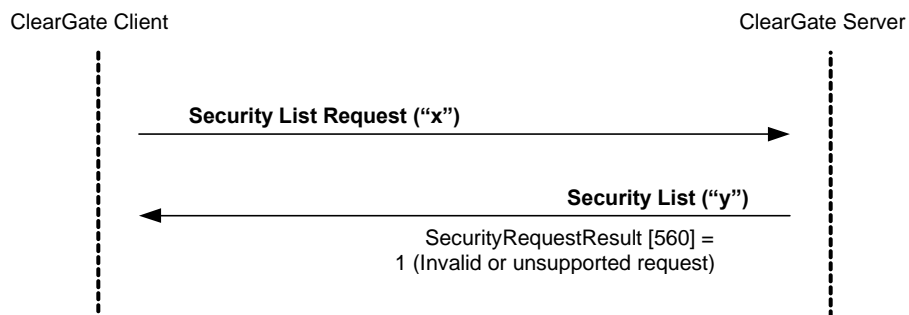 ClearGate Client
ClearGate Server
Security List Request (“x”)
Security List (“y”)
SecurityRequestResult [560] =
1 (Invalid or unsupported request)